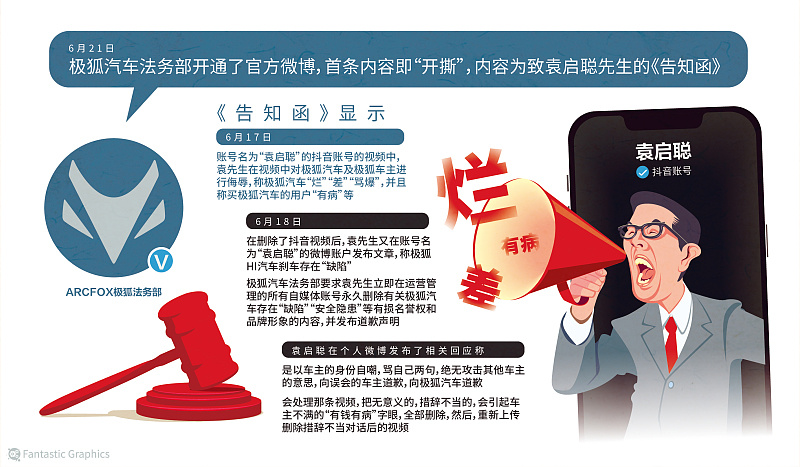 6月21日
极狐汽车法务部开通了官方微博，首条内容即“开撕”，内容为致袁启聪先生的《告知函》
《告知函》显示
6月17日
账号名为“袁启聪”的抖音账号的视频中，
袁先生在视频中对极狐汽车及极狐车主进
行侮辱，称极狐汽车“烂”“差”“骂爆”，并且
称买极狐汽车的用户“有病”等
6月18日
在删除了抖音视频后，袁先生又在账号名
为“袁启聪”的微博账户发布文章，称极狐
HI汽车刹车存在“缺陷”
极狐汽车法务部要求袁先生立即在运营管
理的所有自媒体账号永久删除有关极狐汽
车存在“缺陷”“安全隐患”等有损名誉权和
品牌形象的内容，并发布道歉声明
袁启聪在个人微博发布了相关回应称
是以车主的身份自嘲，骂自己两句，绝无攻击其他车主
的意思，向误会的车主道歉，向极狐汽车道歉
会处理那条视频，把无意义的，措辞不当的，会引起车
主不满的“有钱有病”字眼，全部删除，然后，重新上传
删除措辞不当对话后的视频
V
ARCFOX极狐法务部
烂
有病
差
袁启聪
抖音账号
Fantastic Graphics